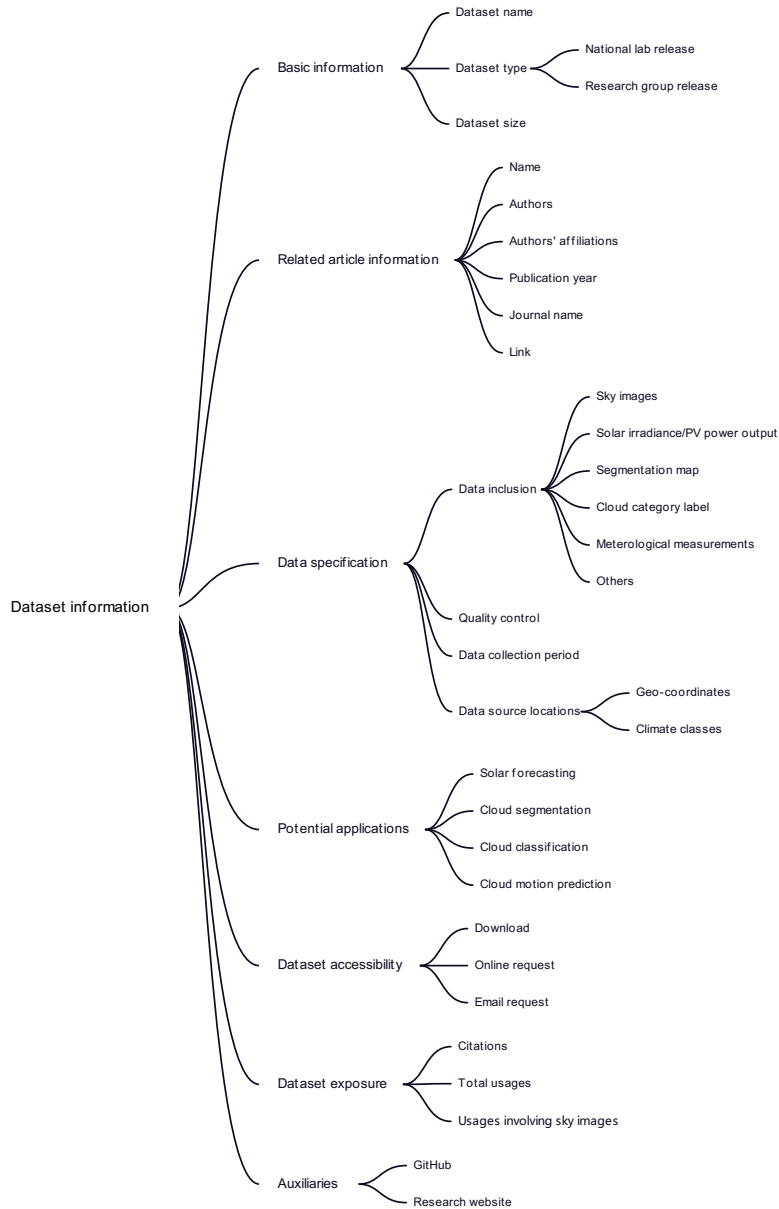 Dataset information
Basic information
Dataset name
Dataset type
National lab release
Research group release
Dataset size
Related article information
Name
Authors
Authors' affiliations
Publication year
Journal name
Link
Data specification
Data inclusion
Sky images
Solar irradiance/PV power output
Segmentation map
Cloud category label
Meterological measurements
Others
Quality control
Data collection period
Data source locations
Geo-coordinates
Climate classes
Potential applications
Solar forecasting
Cloud segmentation
Cloud classification
Cloud motion prediction
Dataset accessibility
Download
Online request
Email request
Dataset exposure
Citations
Total usages
Usages involving sky images
Auxiliaries
GitHub
Research website